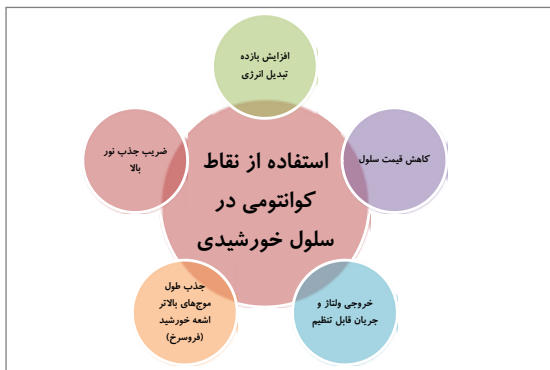 افزایش بازده
تبدیل انرژی
ضریب جذب نور
بالا
کاهش قیمت سلول
استفاده از نقاط
کوانتومی در
سلول خورشیدی
جذب طول
موج‌های بالاتر
اشعه خورشید
(فروسرخ)
خروجی ولتاژ و
جریان قابل تنظیم